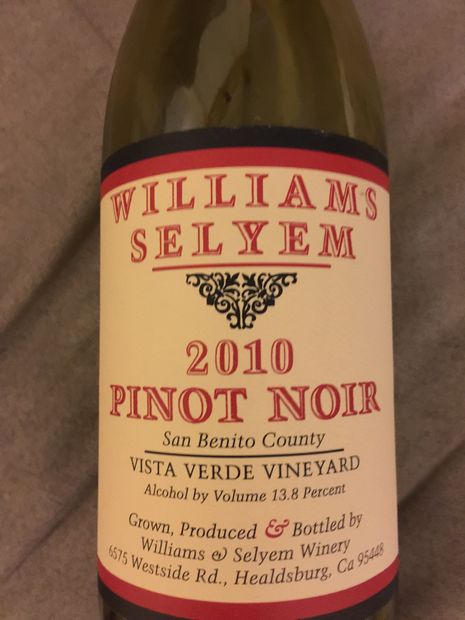 WILLIAMS
SELYEM
2010
PINOT NOIR
San Benito County
VISTA VERDE VINEYARD
Alcohol by Volume 13.8 Percent
Grown, Produced & Bottled by
Williams & Selyem Winery
6575 Westside Rd., Healdsburg, Ca 95448